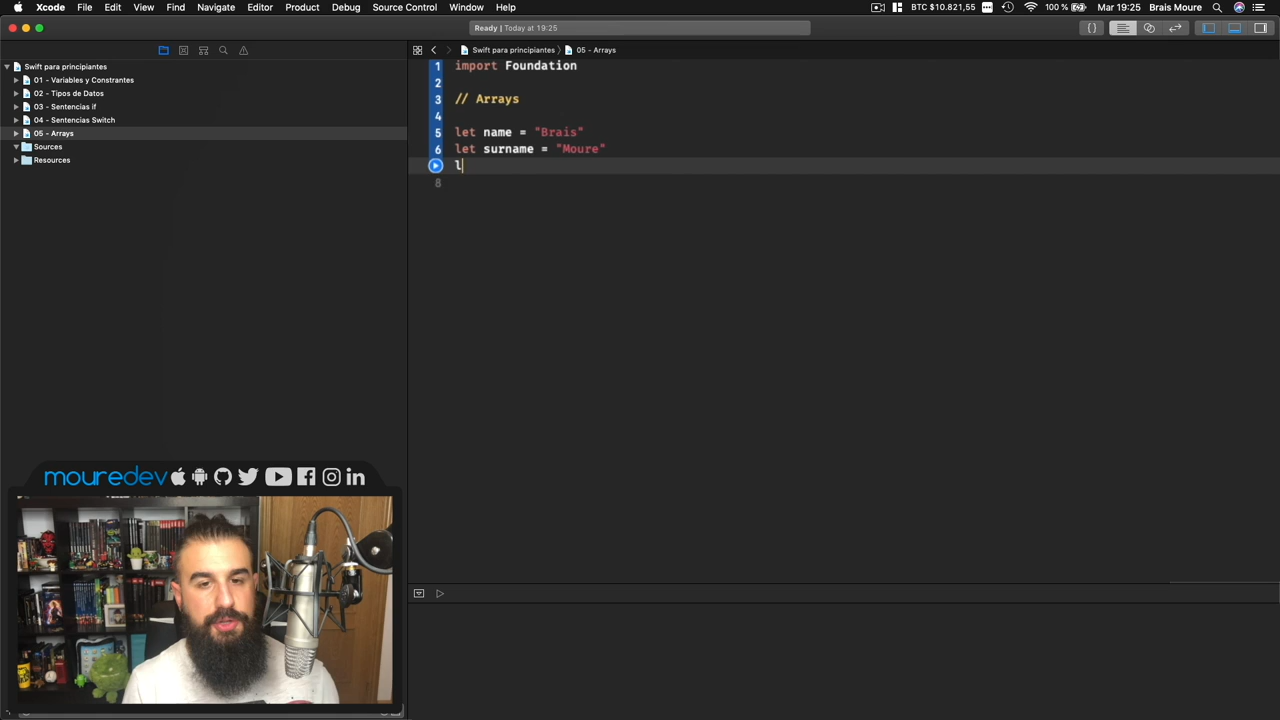 Xcode File Edit View Find Navigate Editor Product Debug Source Control Window Help BTC $10.821,55 100 % Mar 19:25 Brais Moure
Ready | Today at 19:25
Swift para principiantes 05 - Arrays
Swift para principiantes
01 - Variables y Constrantes
02 - Tipos de Datos
03 - Sentencias if
04 - Sentencias Switch
05 - Arrays
Sources
Resources
1 import Foundation
2
3 // Arrays
4
5 let name = "Brais"
6 let surname = "Moure"
l
8
mouredev